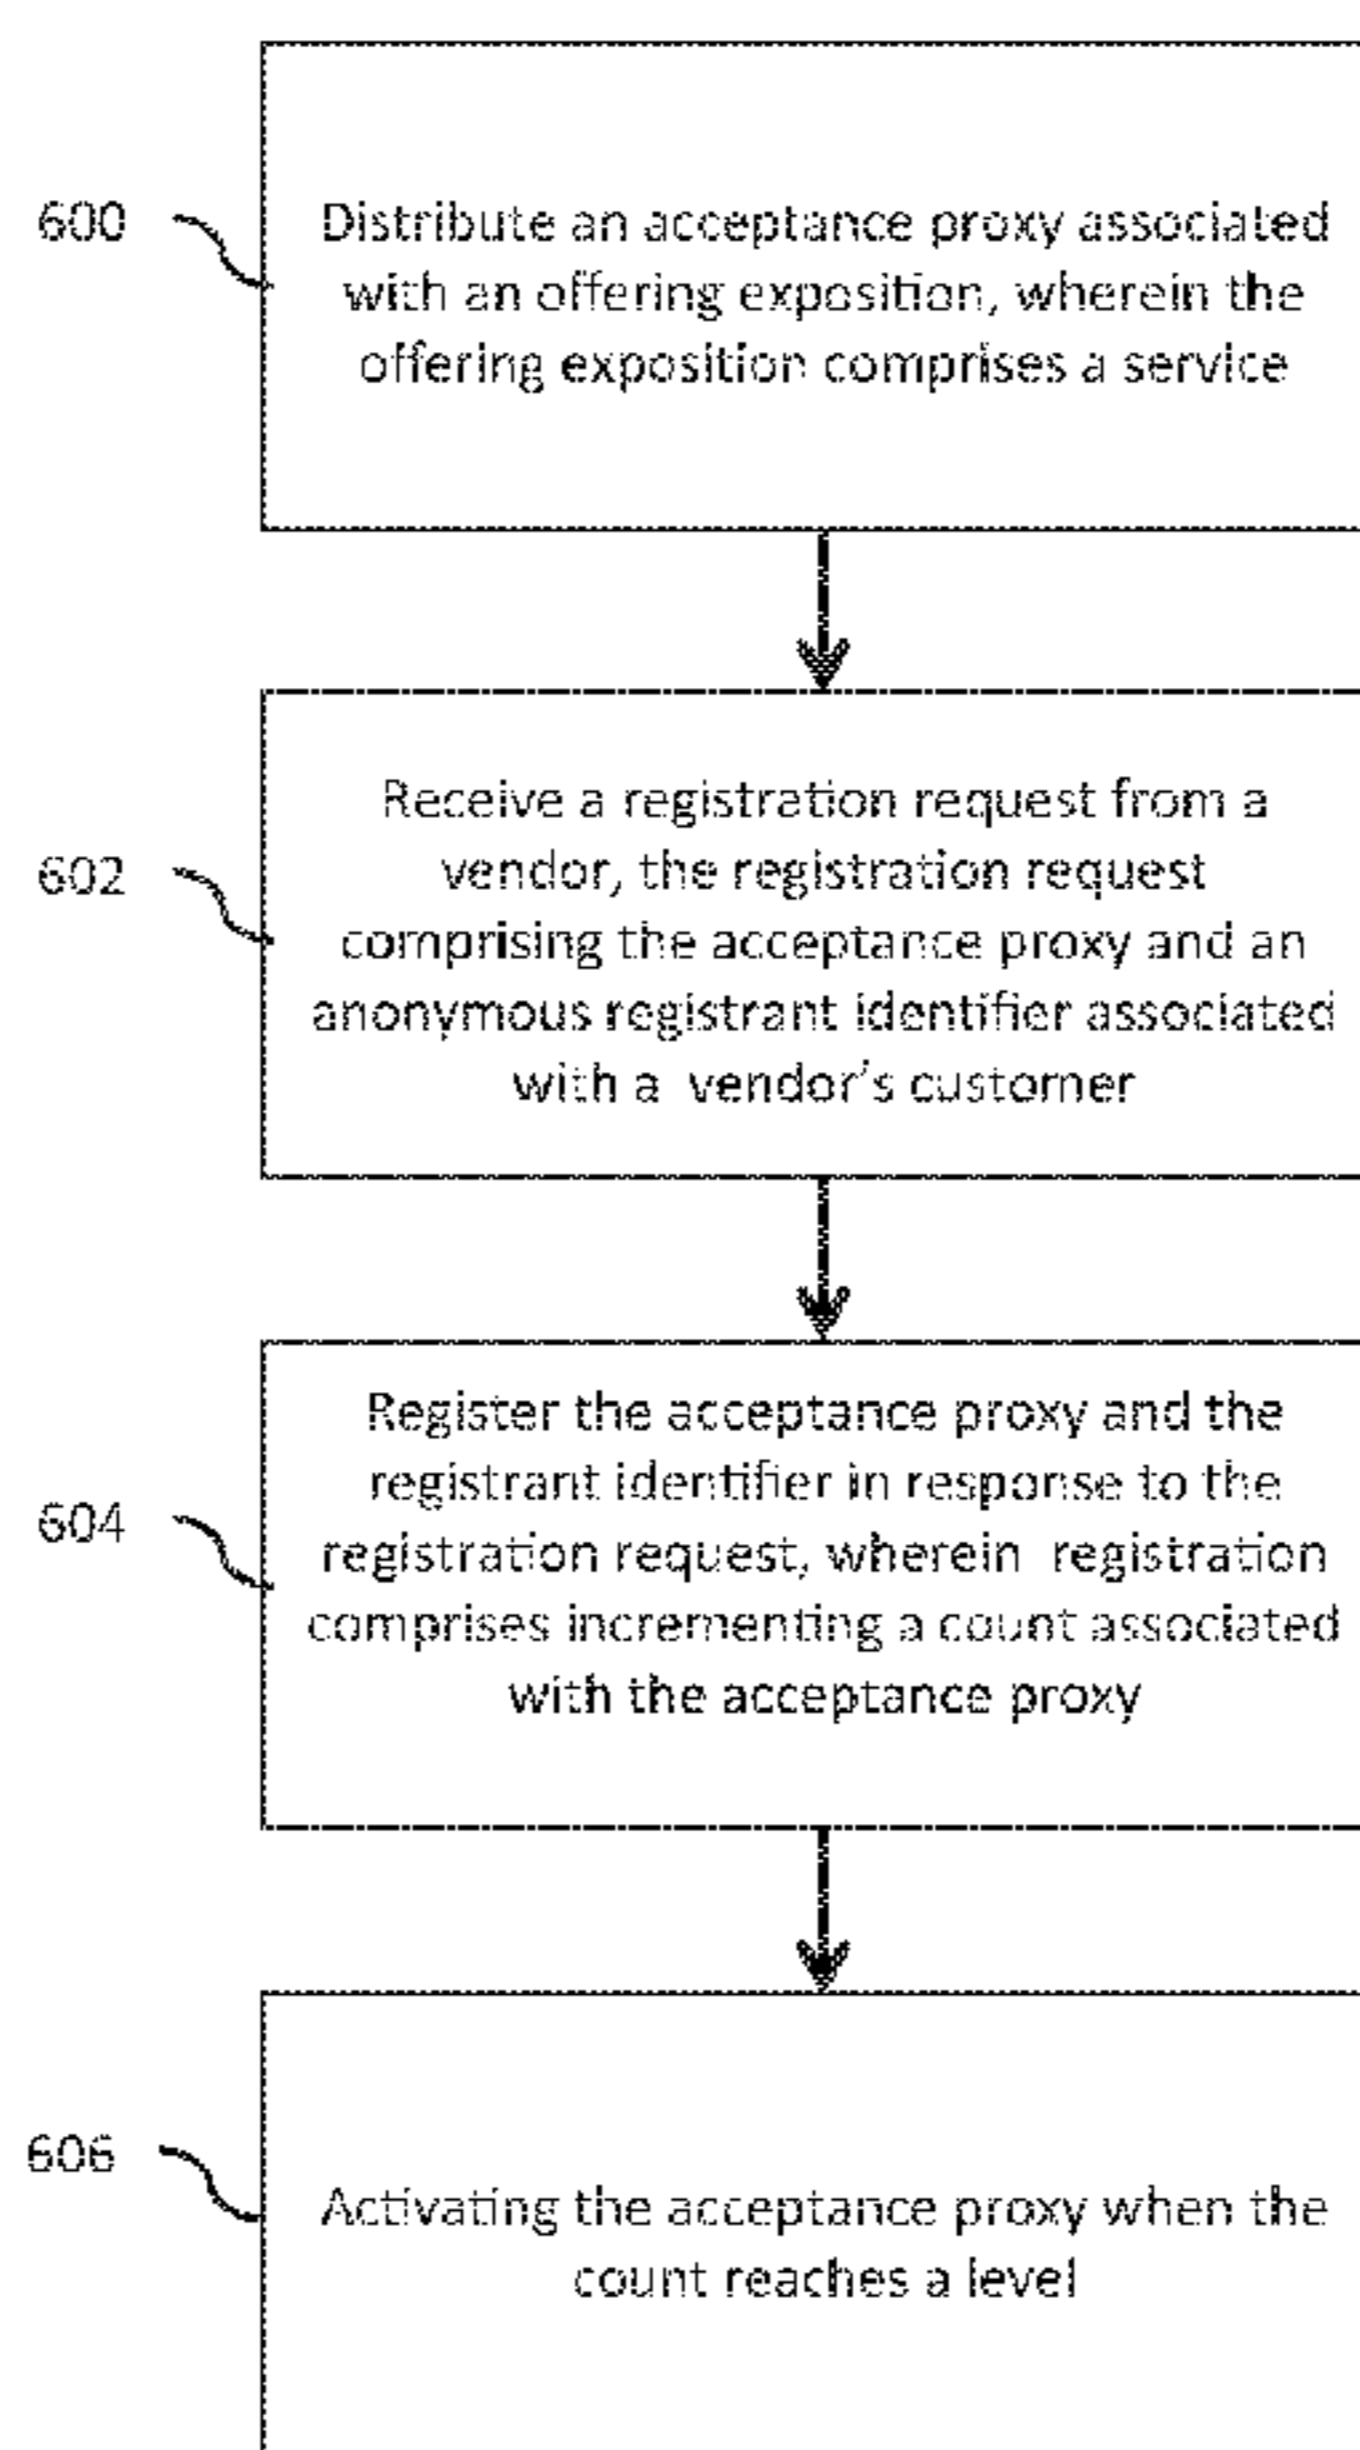 600
Distribute an acceptance proxy associated
with an offering exposition, wherein the
offering exposition comprises a service
602
Receive a registration request from a
vendor, the registration request
comprising the acceptance proxy and an
anonymous registrant identifier associated
with a vendor's customer
604
Register the acceptance proxy and the
registrant identifier in response to the
registration request, wherein registration
comprises incrementing a count associated
with the acceptance proxy
606
Activating the acceptance proxy when the
count reaches a level